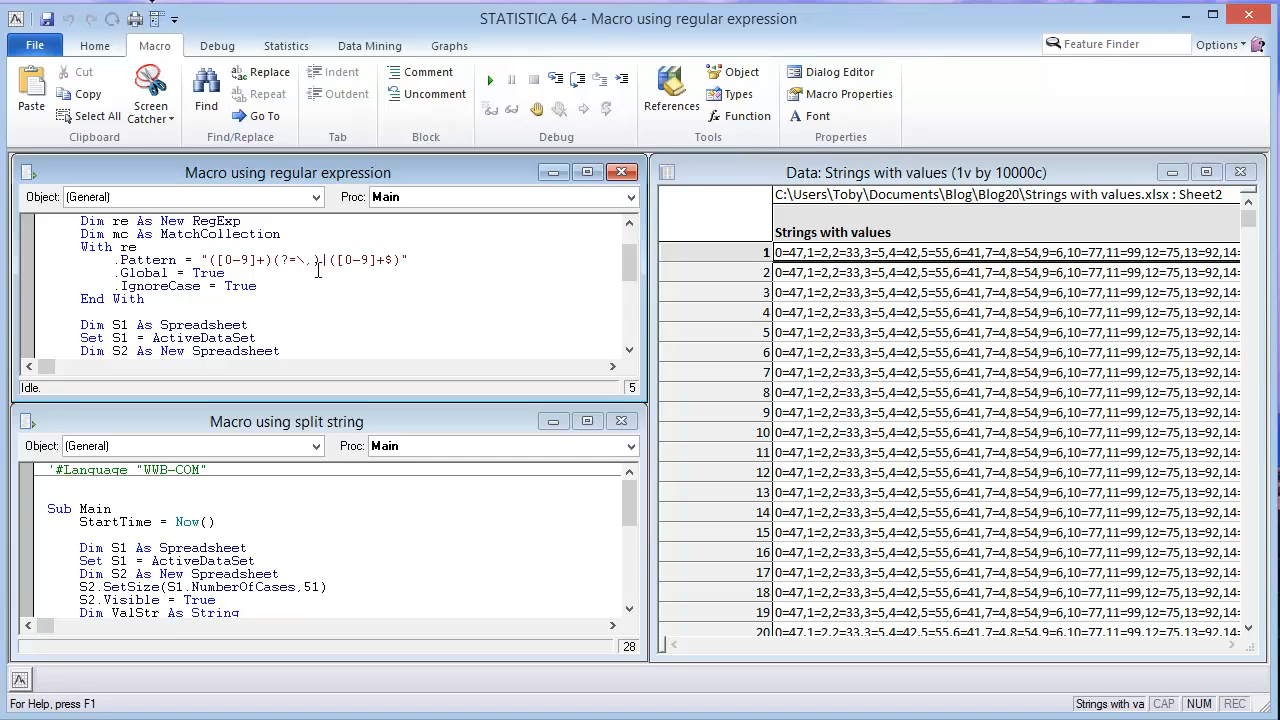 STATISTICA 64 - Macro using regular expression
File Home Macro Debug Statistics Data Mining Graphs Feature Finder Options
Paste
Cut
Copy
Select All
Screen Catcher
Clipboard
Find
Replace
Repeat
Go To
Find/Replace
Indent
Outdent
Tab
Comment
Uncomment
Block
Debug
References
Object
Types
Function
Tools
Dialog Editor
Macro Properties
Font
Properties
Macro using regular expression
Object: (General) Proc: Main
Dim re As New RegExp
Dim mc As MatchCollection
With re
.Pattern = "([0-9]+)(?=\,)|([0-9]+$)"
.Global = True
.IgnoreCase = True
End With
Dim S1 As Spreadsheet
Set S1 = ActiveDataSet
Dim S2 As New Spreadsheet
Idle. 5
Macro using split string
Object: (General) Proc: Main
'#Language "WWB-COM"
Sub Main
StartTime = Now()
Dim S1 As Spreadsheet
Set S1 = ActiveDataSet
Dim S2 As New Spreadsheet
S2.SetSize(S1.NumberOfCases,51)
S2.Visible = True
Dim ValStr As String
28
Data: Strings with values (1v by 10000c)
C:\Users\Toby\Documents\Blog\Blog20\Strings with values.xlsx : Sheet2
Strings with values
1 0=47,1=2,2=33,3=5,4=42,5=55,6=41,7=4,8=54,9=6,10=77,11=99,12=75,13=92,14=
2 0=47,1=2,2=33,3=5,4=42,5=55,6=41,7=4,8=54,9=6,10=77,11=99,12=75,13=92,14=
3 0=47,1=2,2=33,3=5,4=42,5=55,6=41,7=4,8=54,9=6,10=77,11=99,12=75,13=92,14=
4 0=47,1=2,2=33,3=5,4=42,5=55,6=41,7=4,8=54,9=6,10=77,11=99,12=75,13=92,14=
5 0=47,1=2,2=33,3=5,4=42,5=55,6=41,7=4,8=54,9=6,10=77,11=99,12=75,13=92,14=
6 0=47,1=2,2=33,3=5,4=42,5=55,6=41,7=4,8=54,9=6,10=77,11=99,12=75,13=92,14=
7 0=47,1=2,2=33,3=5,4=42,5=55,6=41,7=4,8=54,9=6,10=77,11=99,12=75,13=92,14=
8 0=47,1=2,2=33,3=5,4=42,5=55,6=41,7=4,8=54,9=6,10=77,11=99,12=75,13=92,14=
9 0=47,1=2,2=33,3=5,4=42,5=55,6=41,7=4,8=54,9=6,10=77,11=99,12=75,13=92,14=
10 0=47,1=2,2=33,3=5,4=42,5=55,6=41,7=4,8=54,9=6,10=77,11=99,12=75,13=92,14=
11 0=47,1=2,2=33,3=5,4=42,5=55,6=41,7=4,8=54,9=6,10=77,11=99,12=75,13=92,14=
12 0=47,1=2,2=33,3=5,4=42,5=55,6=41,7=4,8=54,9=6,10=77,11=99,12=75,13=92,14=
13 0=47,1=2,2=33,3=5,4=42,5=55,6=41,7=4,8=54,9=6,10=77,11=99,12=75,13=92,14=
14 0=47,1=2,2=33,3=5,4=42,5=55,6=41,7=4,8=54,9=6,10=77,11=99,12=75,13=92,14=
15 0=47,1=2,2=33,3=5,4=42,5=55,6=41,7=4,8=54,9=6,10=77,11=99,12=75,13=92,14=
16 0=47,1=2,2=33,3=5,4=42,5=55,6=41,7=4,8=54,9=6,10=77,11=99,12=75,13=92,14=
17 0=47,1=2,2=33,3=5,4=42,5=55,6=41,7=4,8=54,9=6,10=77,11=99,12=75,13=92,14=
18 0=47,1=2,2=33,3=5,4=42,5=55,6=41,7=4,8=54,9=6,10=77,11=99,12=75,13=92,14=
19 0=47,1=2,2=33,3=5,4=42,5=55,6=41,7=4,8=54,9=6,10=77,11=99,12=75,13=92,14=
20 0=47,1=2,2=33,3=5,4=42,5=55,6=41,7=4,8=54,9=6,10=77,11=99,12=75,13=92,14=
For Help, press F1 Strings with va CAP NUM REC